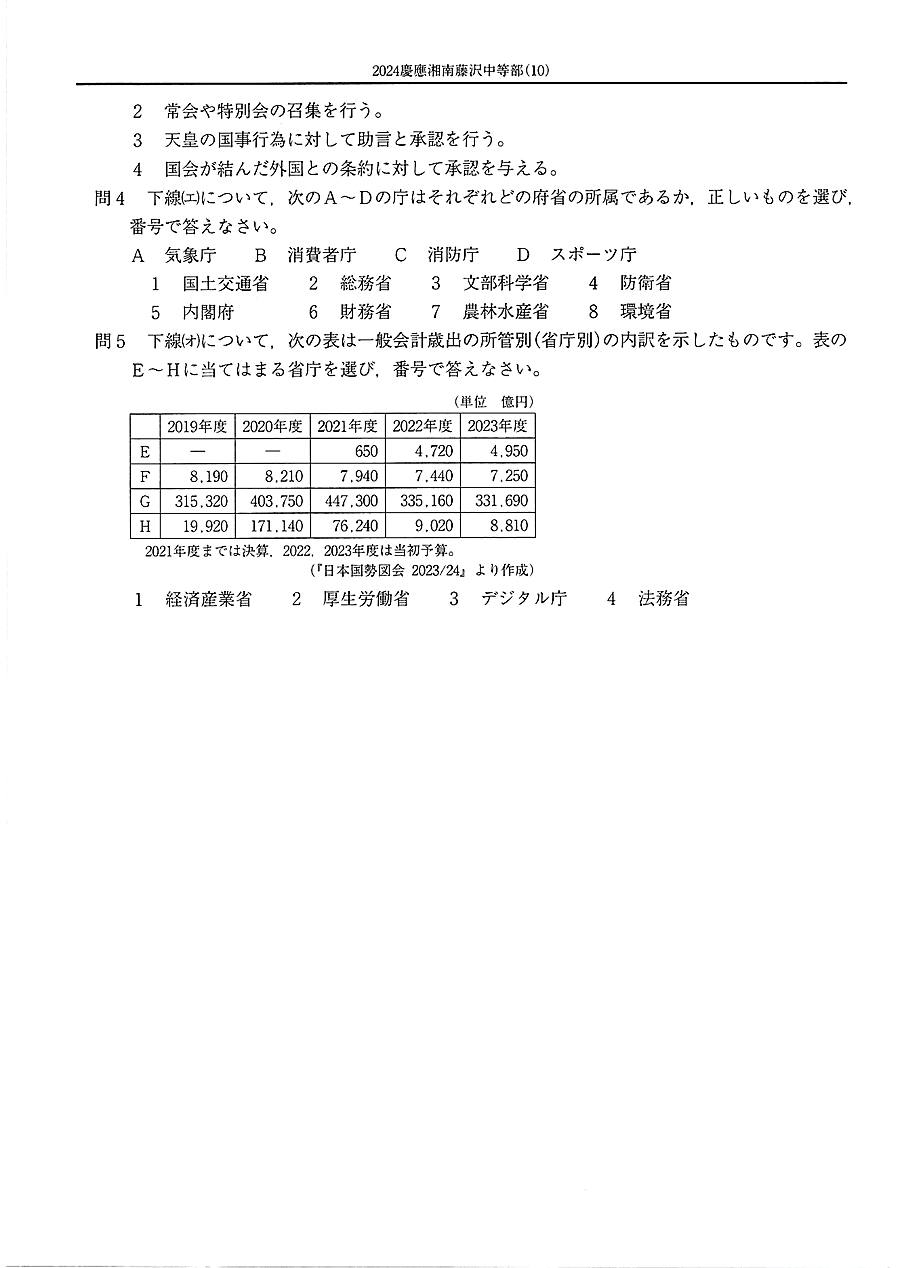 2024慶應湘南藤沢中等部(10)
2 常会や特別会の召集を行う。
3 天皇の国事行為に対して助言と承認を行う。
4 国会が結んだ外国との条約に対して承認を与える。
問4 下線㈓について，次のA～Dの庁はそれぞれどの府省の所属であるか，正しいものを選び，
番号で答えなさい。
A 気象庁 B 消費者庁 C 消防庁 D スポーツ庁
1 国土交通省 2 総務省 3 文部科学省 4 防衛省
5 内閣府 6 財務省 7 農林水産省 8 環境省
問5 下線(オ)について，次の表は一般会計歳出の所管別(省庁別)の内訳を示したものです。表の
E～Hに当てはまる省庁を選び，番号で答えなさい。
(単位 億円)
2019年度 2020年度 2021年度 2022年度 2023年度
E ― ― 650 4,720 4,950
F 8,190 8,210 7,940 7,440 7,250
G 315,320 403,750 447,300 335,160 331,690
H 19,920 171,140 76,240 9,020 8,810
2021年度までは決算，2022，2023年度は当初予算。
(『日本国勢図会 2023/24』より作成)
1 経済産業省 2 厚生労働省 3 デジタル庁 4 法務省